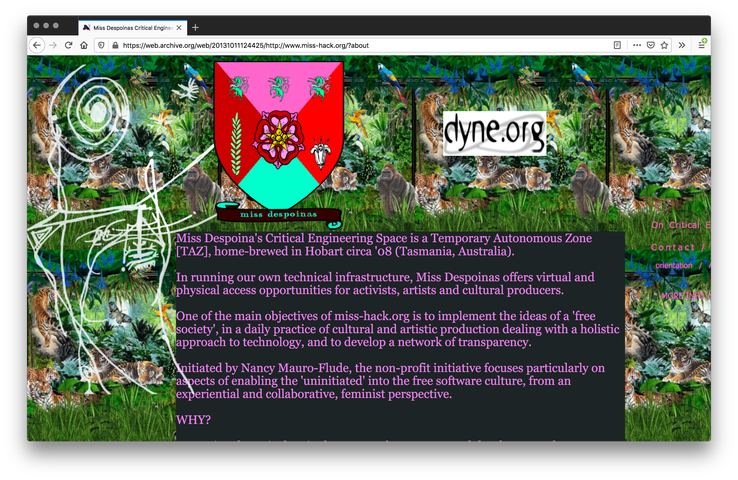 Miss Despoinas Critical Engine
https://web.archive.org/web/20131011124425/http://www.miss-hack.org/?about
dyne.org
miss despoinas
On Critical E
Contact /
orientation / /
Miss Despoina's Critical Engineering Space is a Temporary Autonomous Zone
[TAZ], home-brewed in Hobart circa '08 (Tasmania, Australia).
In running our own technical infrastructure, Miss Despoinas offers virtual and
physical access opportunities for activists, artists and cultural producers.
One of the main objectives of miss-hack.org is to implement the ideas of a 'free
society', in a daily practice of cultural and artistic production dealing with a holistic
approach to technology, and to develop a network of transparency.
Initiated by Nancy Mauro-Flude, the non-profit initiative focuses particularly on
aspects of enabling the 'uninitiated' into the free software culture, from an
experiential and collaborative, feminist perspective.
WHY?